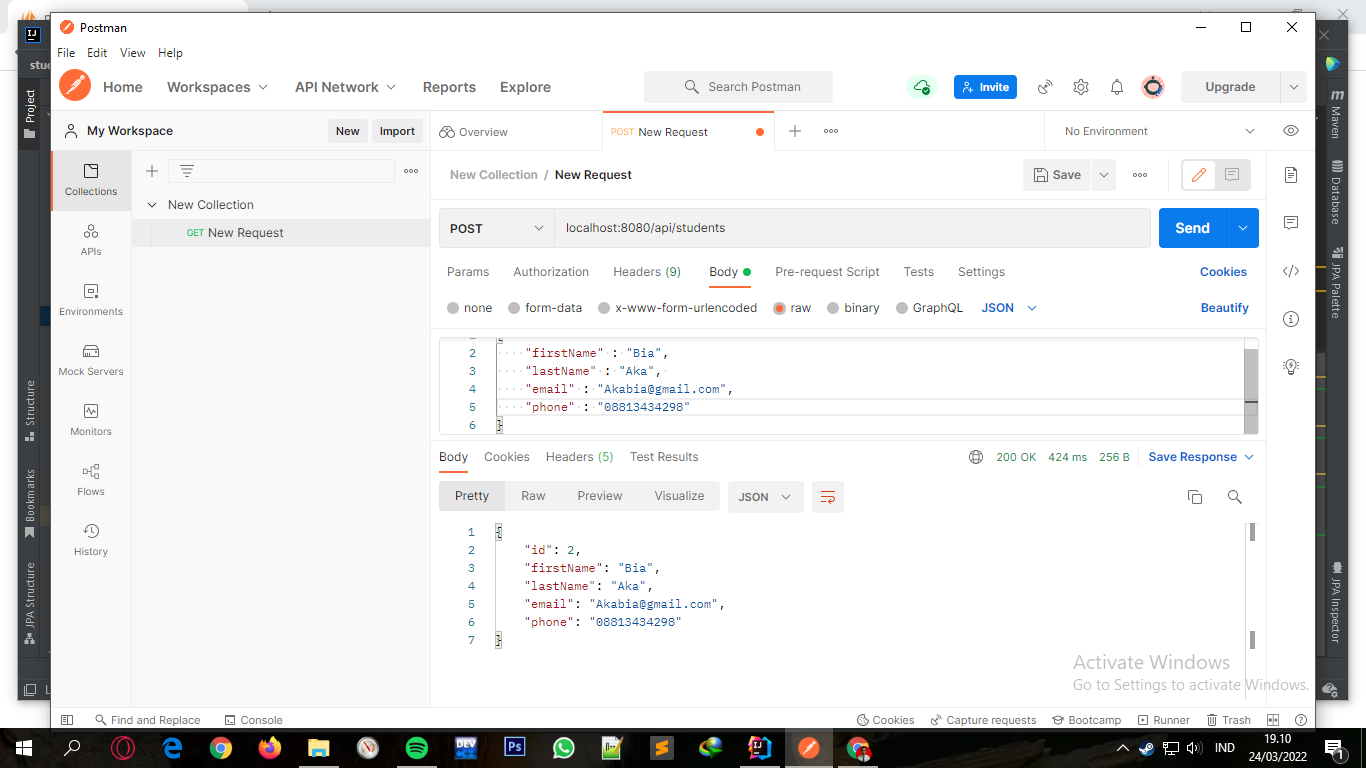 Postman
File Edit View Help
stu
Home Workspaces API Network Reports Explore Search Postman Invite Upgrade
Project
My Workspace New Import
Overview POST New Request No Environment
Maven
Collections
New Collection / New Request Save
New Collection
GET New Request
Database
POST localhost:8080/api/students Send
APIs
Params Authorization Headers (9) Body Pre-request Script Tests Settings Cookies
JPA Palette
Environments
none form-data x-www-form-urlencoded raw binary GraphQL JSON Beautify
Mock Servers
2 "firstName" : "Bia",
3 "lastName" : "Aka",
4 "email" : "Akabia@gmail.com",
5 "phone" : "08813434298"
6 }
Structure
Monitors
Body Cookies Headers (5) Test Results 200 OK 424 ms 256 B Save Response
Bookmarks
Flows
Pretty Raw Preview Visualize JSON
History
1 {
2 "id": 2,
3 "firstName": "Bia",
4 "lastName": "Aka",
5 "email": "Akabia@gmail.com",
6 "phone": "08813434298"
7 }
JPA Structure
JPA Inspector
Activate Windows
Go to Settings to activate Windows.
Find and Replace Console Cookies Capture requests Bootcamp Runner Trash
DEV
Ps
IND
19.10
24/03/2022
1